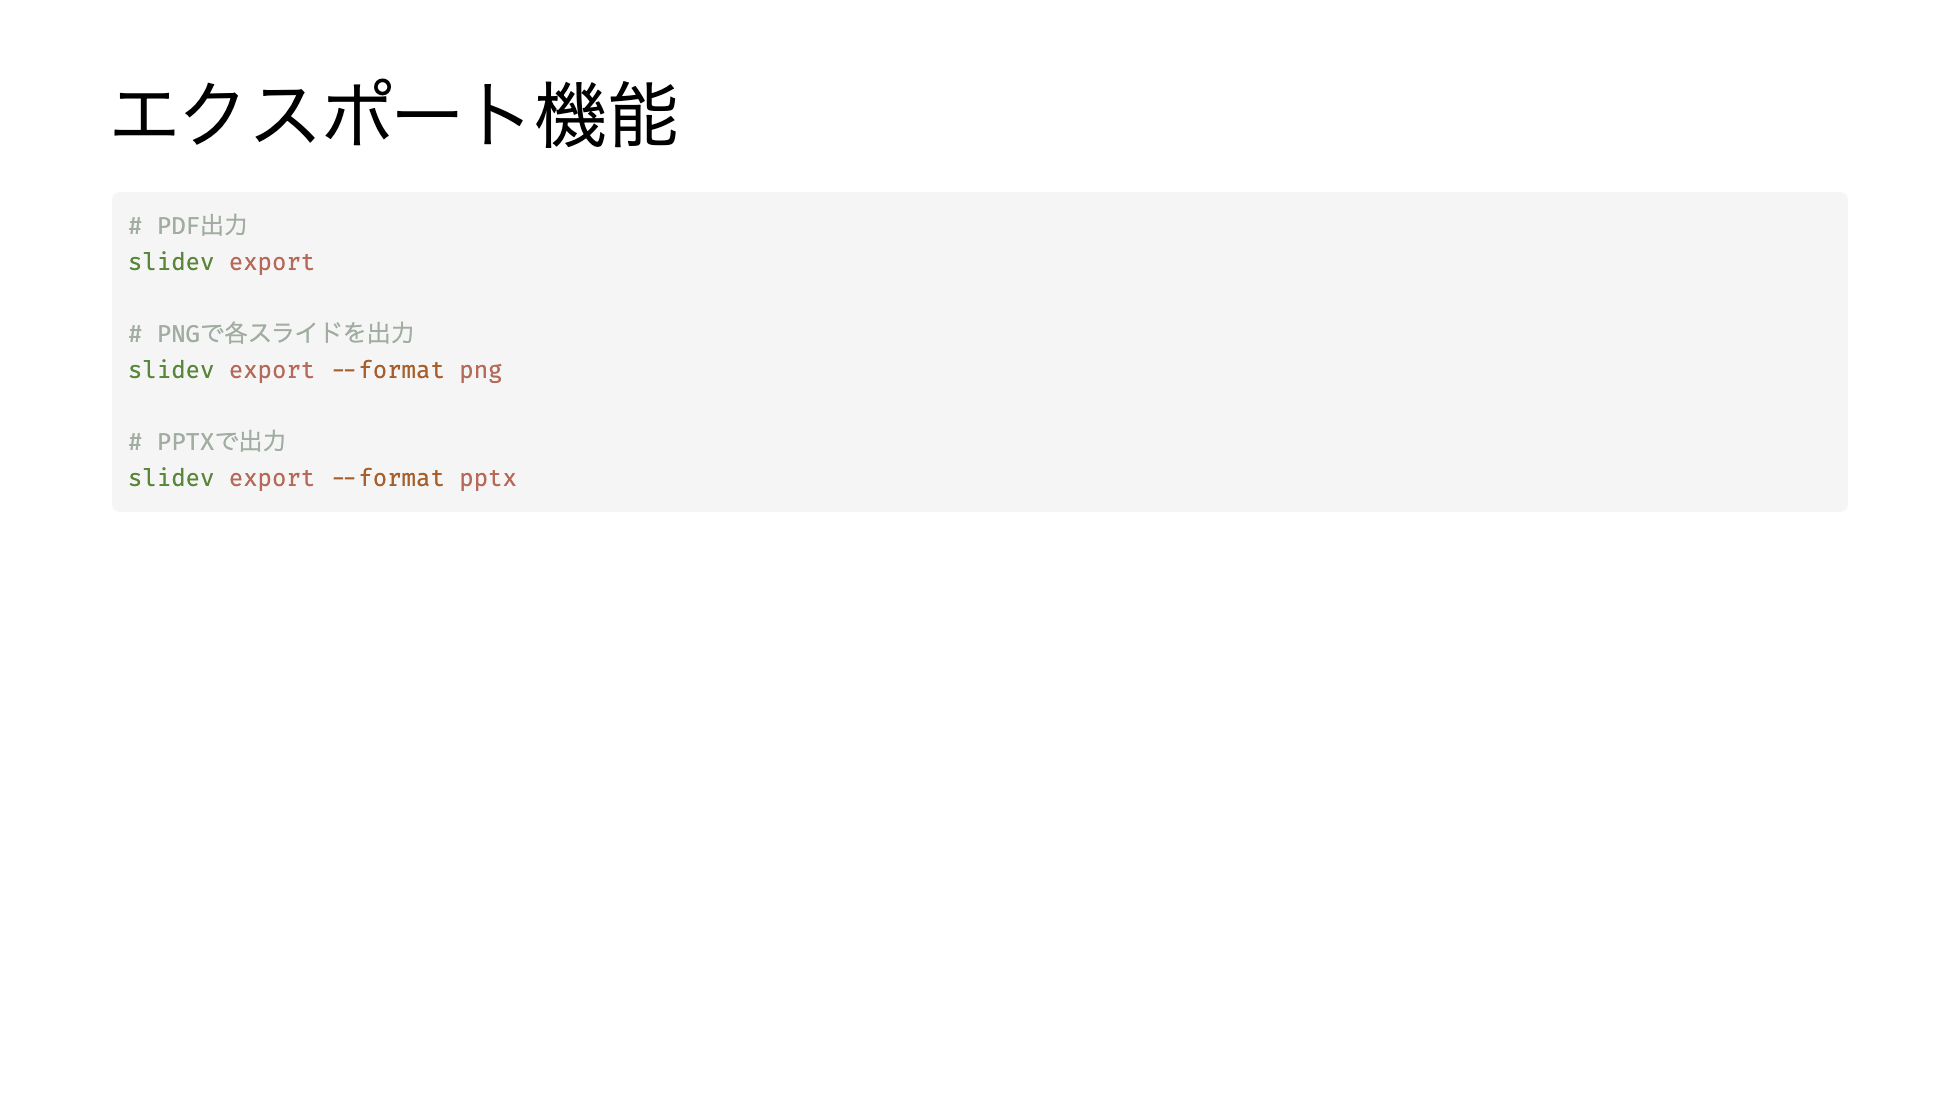 エクスポート機能
# PDF出力
slidev export
# PNGで各スライドを出力
slidev export --format png
# PPTXで出力
slidev export --format pptx